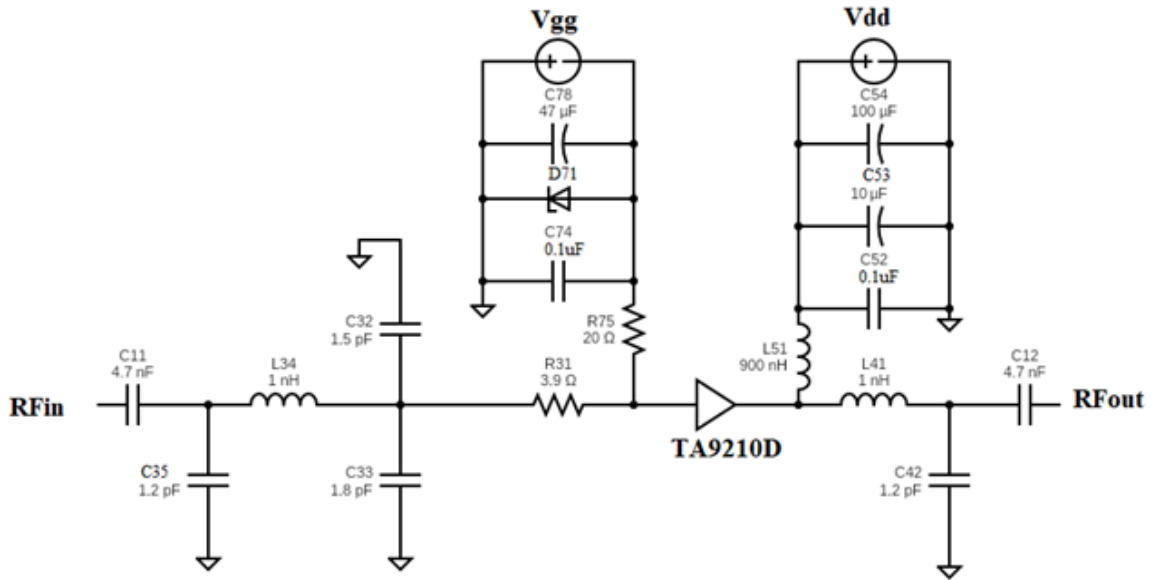 Vgg
Vdd
+
+
C78
47 µF
C54
100 µF
D71
C53
10 µF
C74
0.1uF
C52
0.1uF
C32
1.5 pF
R75
20 Ω
L51
900 nH
C11
4.7 nF
L34
1 nH
R31
3.9 Ω
L41
1 nH
C12
4.7 nF
RFin
RFout
TA9210D
C35
1.2 pF
C33
1.8 pF
C42
1.2 pF